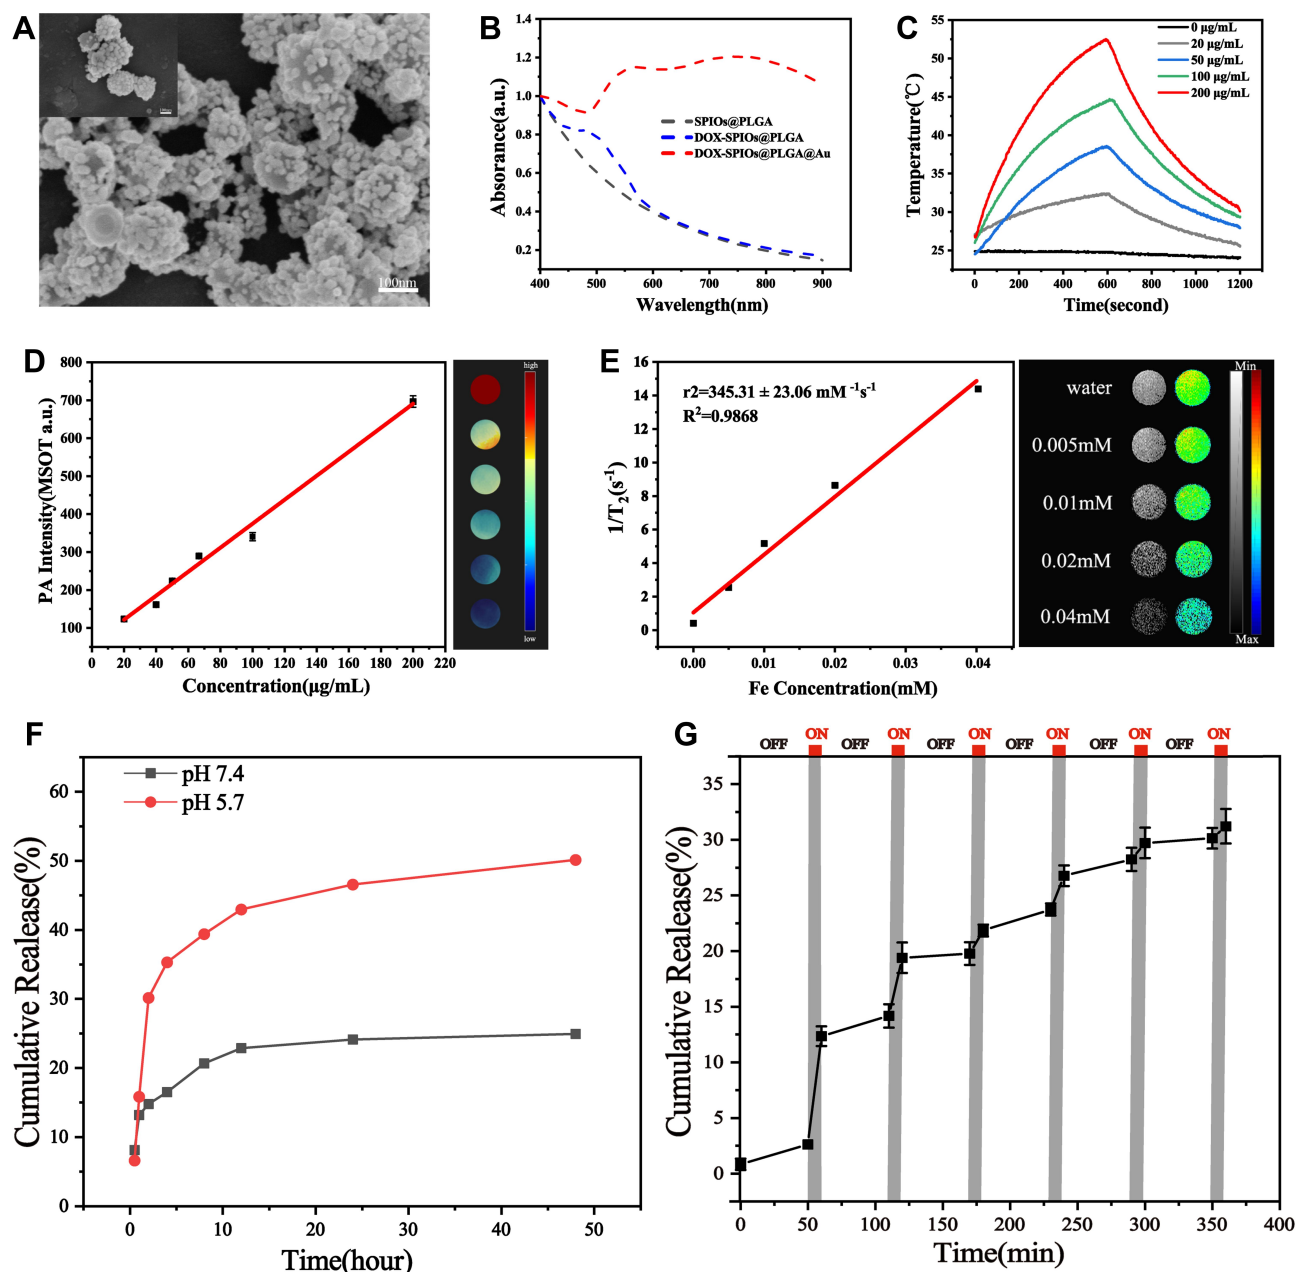 A
100nm
B
Absorance(a.u.)
1.4
1.2
1.0
0.8
0.6
0.4
0.2
SPIOs@PLGA
DOX-SPIOs@PLGA
DOX-SPIOs@PLGA@Au
400 500 600 700 800 900
Wavelength(nm)
C
Temperature(℃)
55
50
45
40
35
30
25
0 μg/mL
20 μg/mL
50 μg/mL
100 μg/mL
200 μg/mL
0 200 400 600 800 1000 1200
Time(second)
D
PA Intensity(MSOT a.u.)
800
700
600
500
400
300
200
100
0 20 40 60 80 100 120 140 160 180 200 220
Concentration(μg/mL)
high
low
E
1/T2(s-1)
16
14
12
10
8
6
4
2
0
r2=345.31 ± 23.06 mM -1s-1
R2=0.9868
0.00 0.01 0.02 0.03 0.04
Fe Concentration(mM)
Min
water
0.005mM
0.01mM
0.02mM
0.04mM
Max
F
Cumulative Realease(%)
60
50
40
30
20
10
0
pH 7.4
pH 5.7
0 10 20 30 40 50
Time(hour)
G
OFF ON OFF ON OFF ON OFF ON OFF ON OFF ON
Cumulative Release(%)
35
30
25
20
15
10
5
0
0 50 100 150 200 250 300 350 400
Time(min)